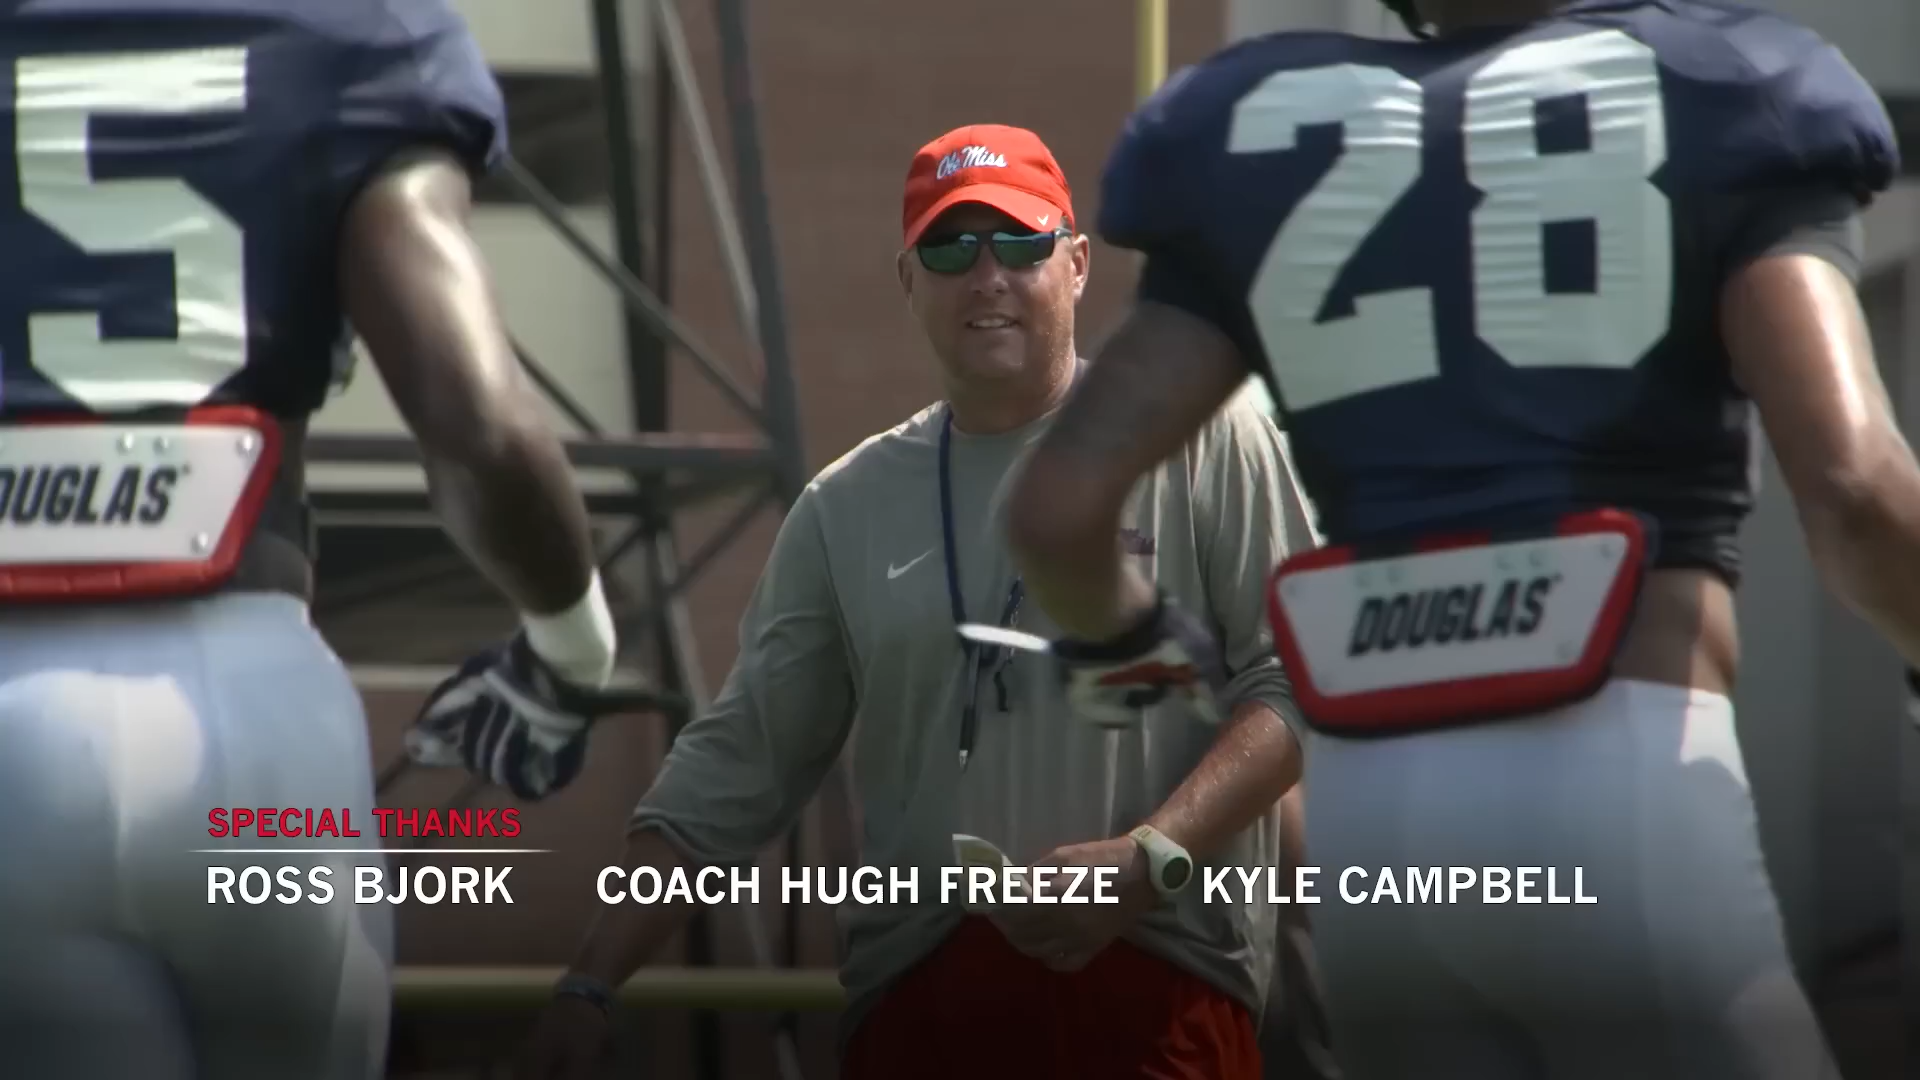 5
28
Ole Miss
DOUGLAS
DOUGLAS
SPECIAL THANKS
ROSS BJORK COACH HUGH FREEZE KYLE CAMPBELL